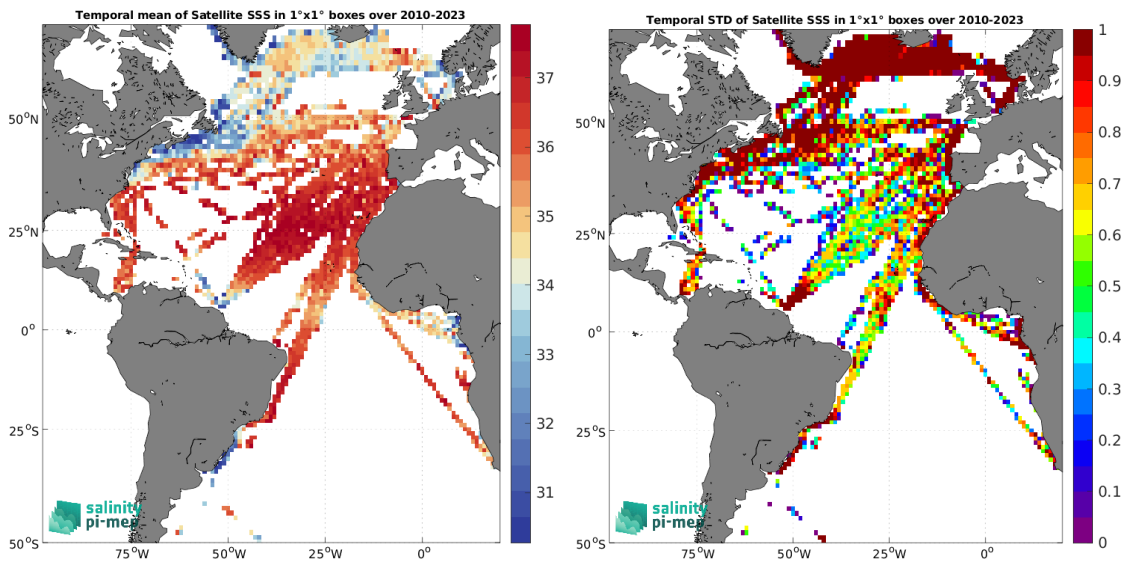 Temporal mean of Satellite SSS in 1°x1° boxes over 2010-2023
50°N
25°N
0°
25°S
50°S
75°W
50°W
25°W
0°
37
36
35
34
33
32
31
salinity
pi-mep
Temporal STD of Satellite SSS in 1°x1° boxes over 2010-2023
50°N
25°N
0°
25°S
50°S
75°W
50°W
25°W
0°
1
0.9
0.8
0.7
0.6
0.5
0.4
0.3
0.2
0.1
0
salinity
pi-mep